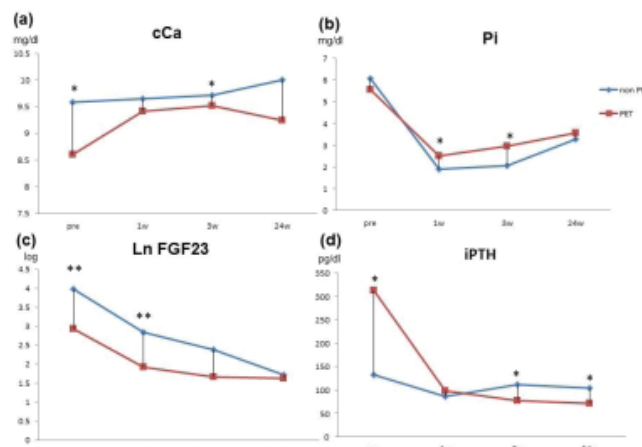 (a)
cCa
mg/dl
10.5
10
9.5
9
8.5
8
7.5
*
*
pre
1w
3w
24w
(b)
Pi
mg/dl
7
6
5
4
3
2
1
0
*
*
pre
1w
3w
24w
non P
PET
(c)
Ln FGF23
log
4.5
4
3.5
3
2.5
2
1.5
1
0.5
0
**
**
(d)
iPTH
pg/dl
350
300
250
200
150
100
50
0
*
*
*